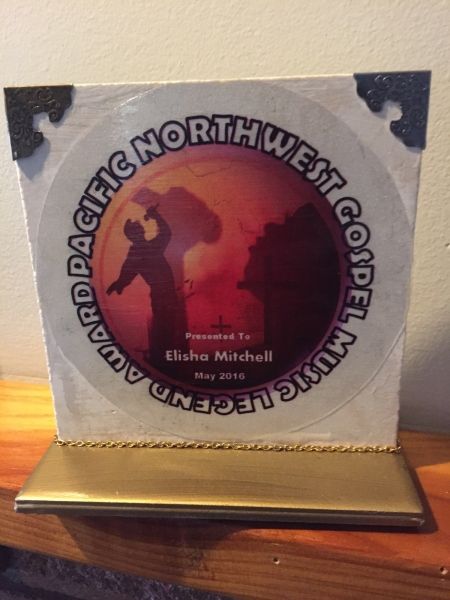 PACIFIC NORTHWEST GOSPEL MUSIC LEGEND AWARD
Presented To
Elisha Mitchell
May 2016